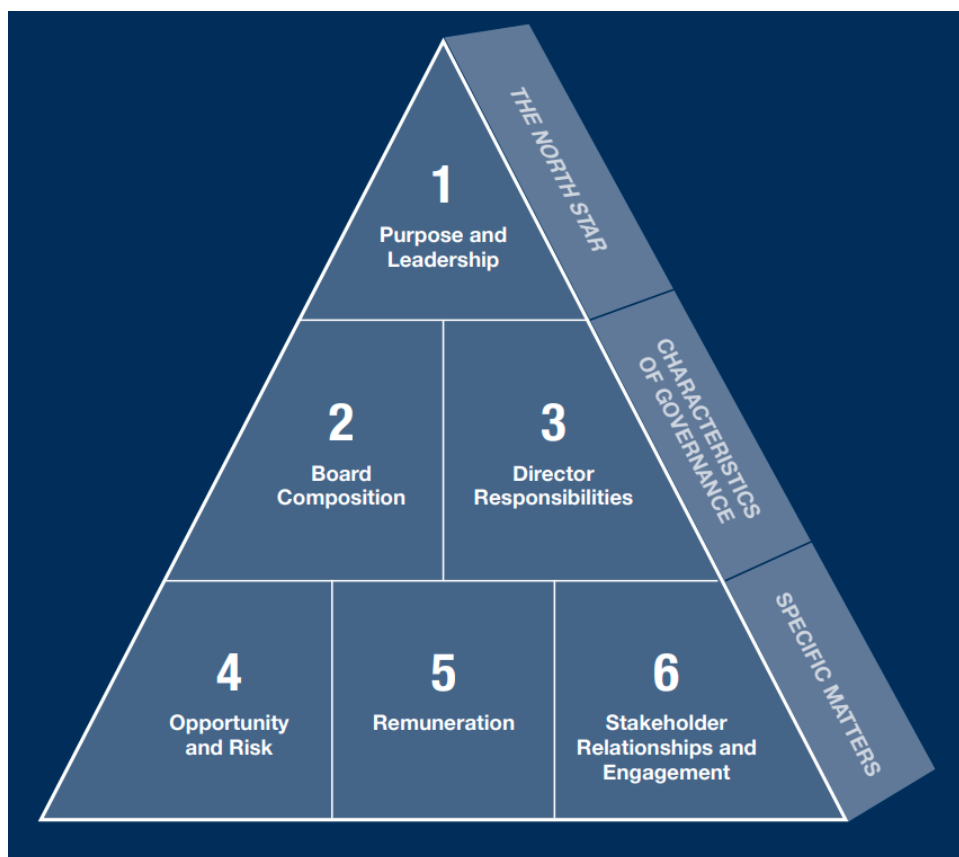 THE NORTH STAR
1
Purpose and
Leadership
CHARACTERISTICS
OF GOVERNANCE
2
Board
Composition
3
Director
Responsibilities
SPECIFIC MATTERS
4
Opportunity
and Risk
5
Remuneration
6
Stakeholder
Relationships and
Engagement